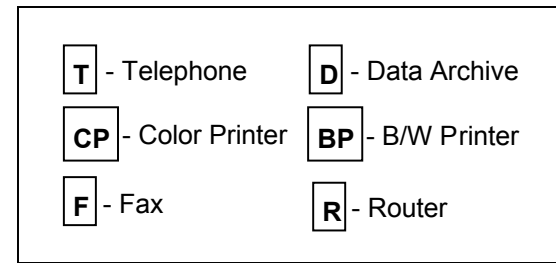 T - Telephone D - Data Archive
CP - Color Printer BP - B/W Printer
F - Fax R - Router